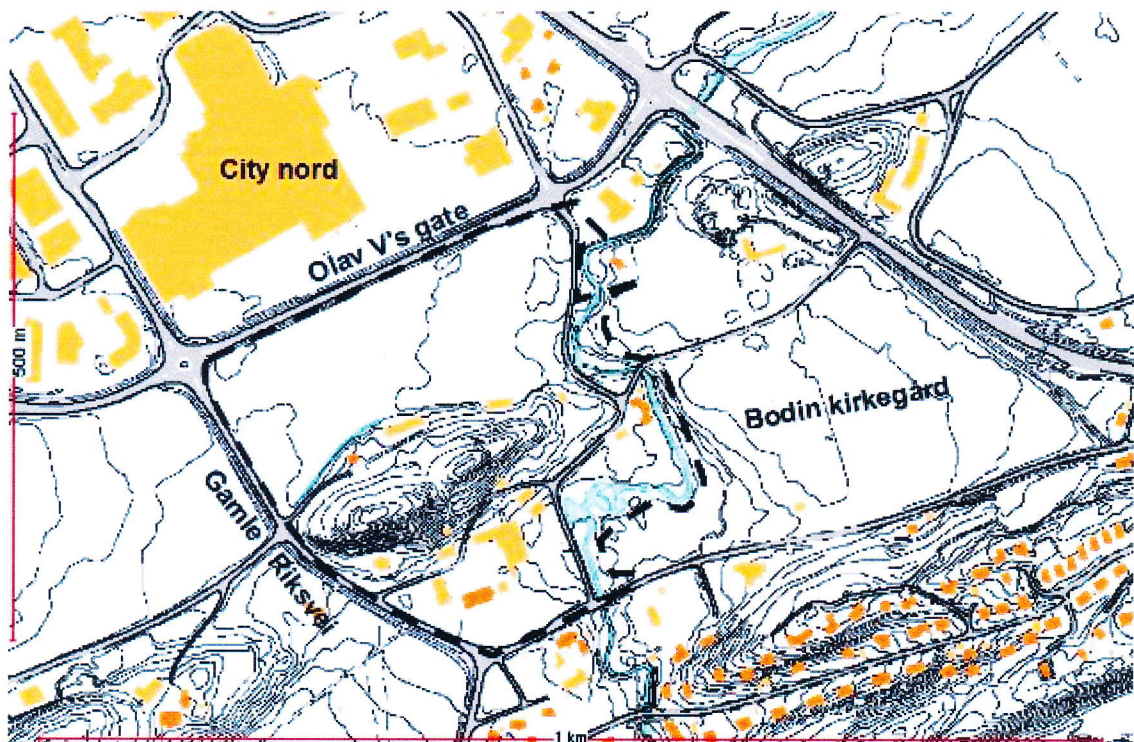 City nord
Olav V's gate
500 m
Bodin kirkegård
Gamle
Riksvei
1 km